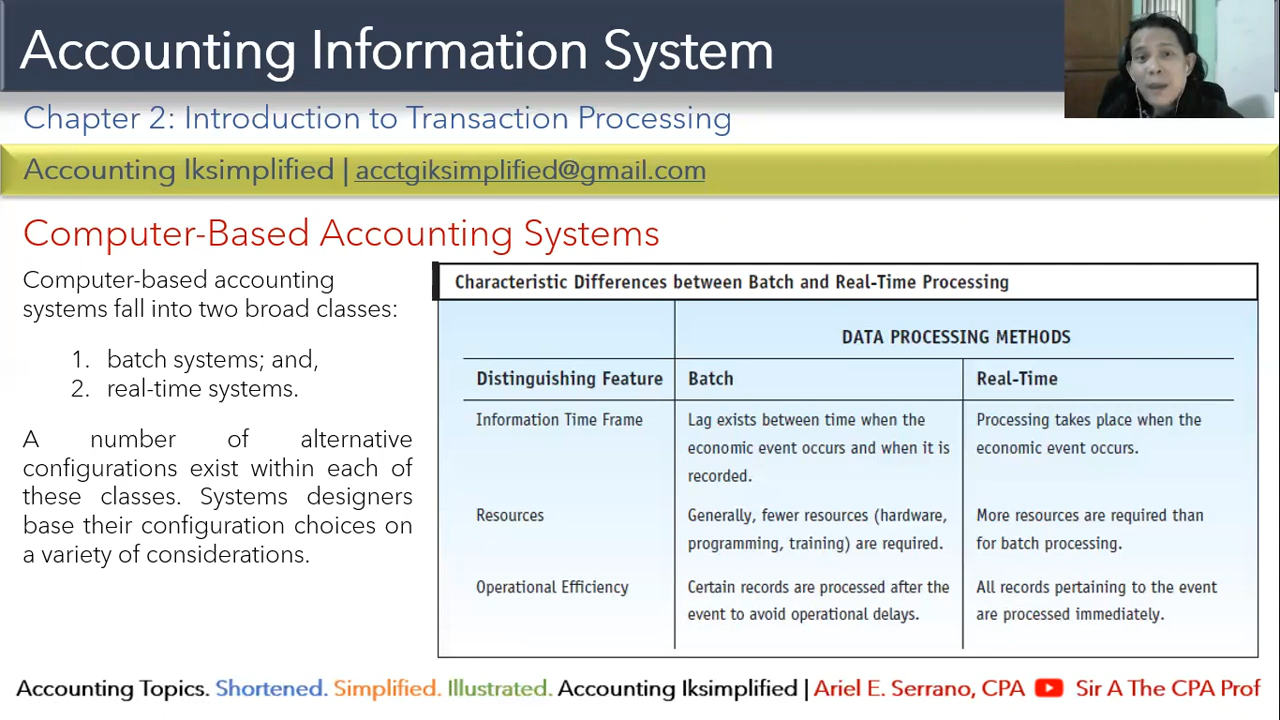 Accounting Information System
Chapter 2: Introduction to Transaction Processing
Accounting Iksimplified | acctgiksimplified@gmail.com
Computer-Based Accounting Systems
Computer-based accounting
systems fall into two broad classes:
1. batch systems; and,
2. real-time systems.
A number of alternative
configurations exist within each of
these classes. Systems designers
base their configuration choices on
a variety of considerations.
Characteristic Differences between Batch and Real-Time Processing
DATA PROCESSING METHODS
Distinguishing Feature Batch Real-Time
Information Time Frame Lag exists between time when the Processing takes place when the
economic event occurs and when it is economic event occurs.
recorded.
Resources Generally, fewer resources (hardware, More resources are required than
programming, training) are required. for batch processing.
Operational Efficiency Certain records are processed after the All records pertaining to the event
event to avoid operational delays. are processed immediately.
Accounting Topics. Shortened. Simplified. Illustrated. Accounting Iksimplified | Ariel E. Serrano, CPA Sir A The CPA Prof